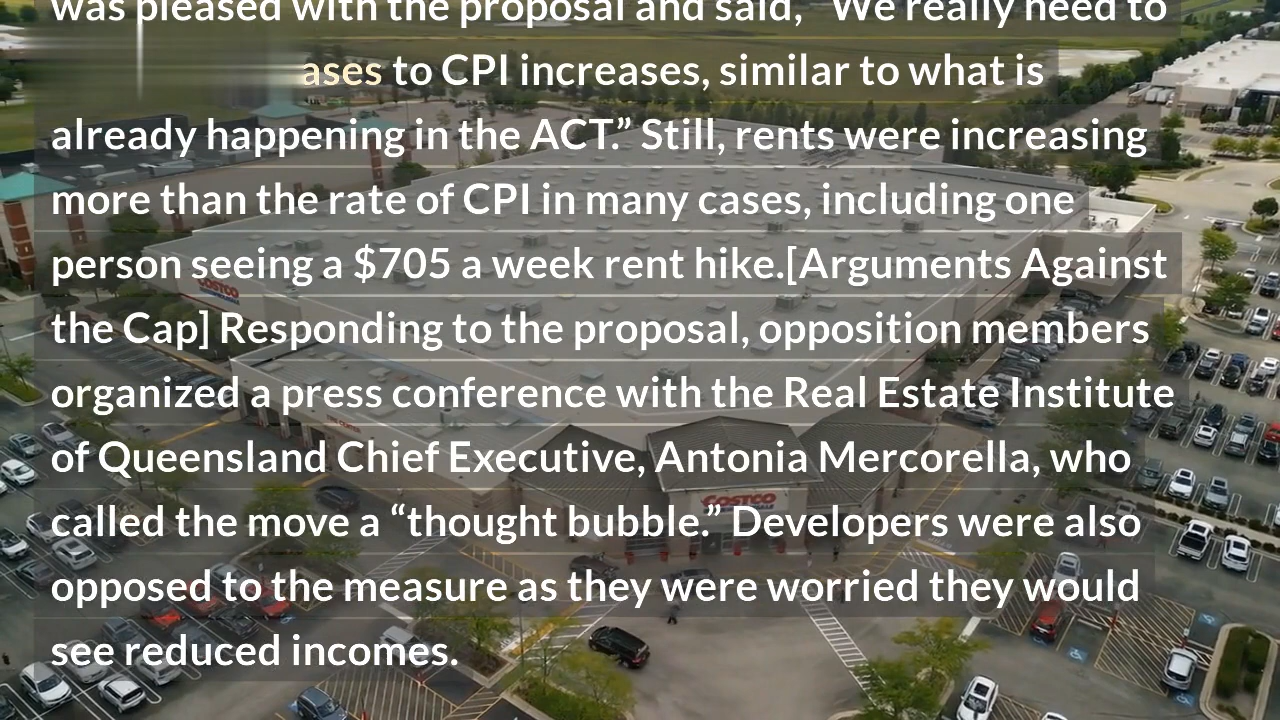 was pleased with the proposal and said, “We really need to
to CPI increases, similar to what is
already happening in the ACT.” Still, rents were increasing
more than the rate of CPI in many cases, including one
person seeing a $705 a week rent hike.[Arguments Against
the Cap] Responding to the proposal, opposition members
organized a press conference with the Real Estate Institute
of Queensland Chief Executive, Antonia Mercorella, who
called the move a “thought bubble.” Developers were also
opposed to the measure as they were worried they would
see reduced incomes.
COSTCO
COSTCO